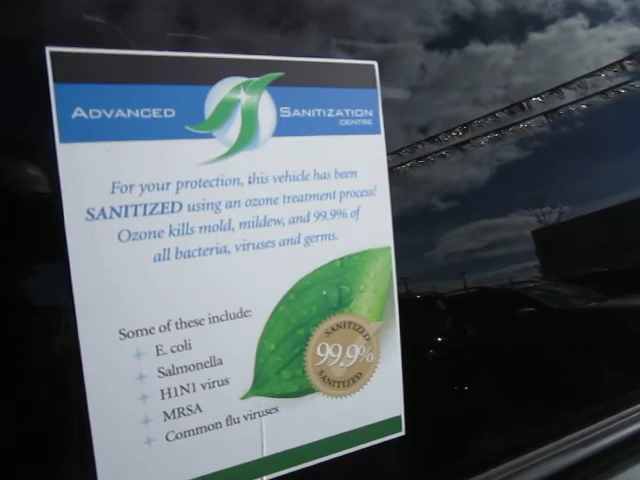 ADVANCED SANITIZATION
CENTRE
For your protection, this vehicle has been
SANITIZED using an ozone treatment process!
Ozone kills mold, mildew, and 99.9% of
all bacteria, viruses and germs.
Some of these include:
E. coli
Salmonella
H1N1 virus
MRSA
Common flu viruses
SANITIZED
99.9%
SANITIZED